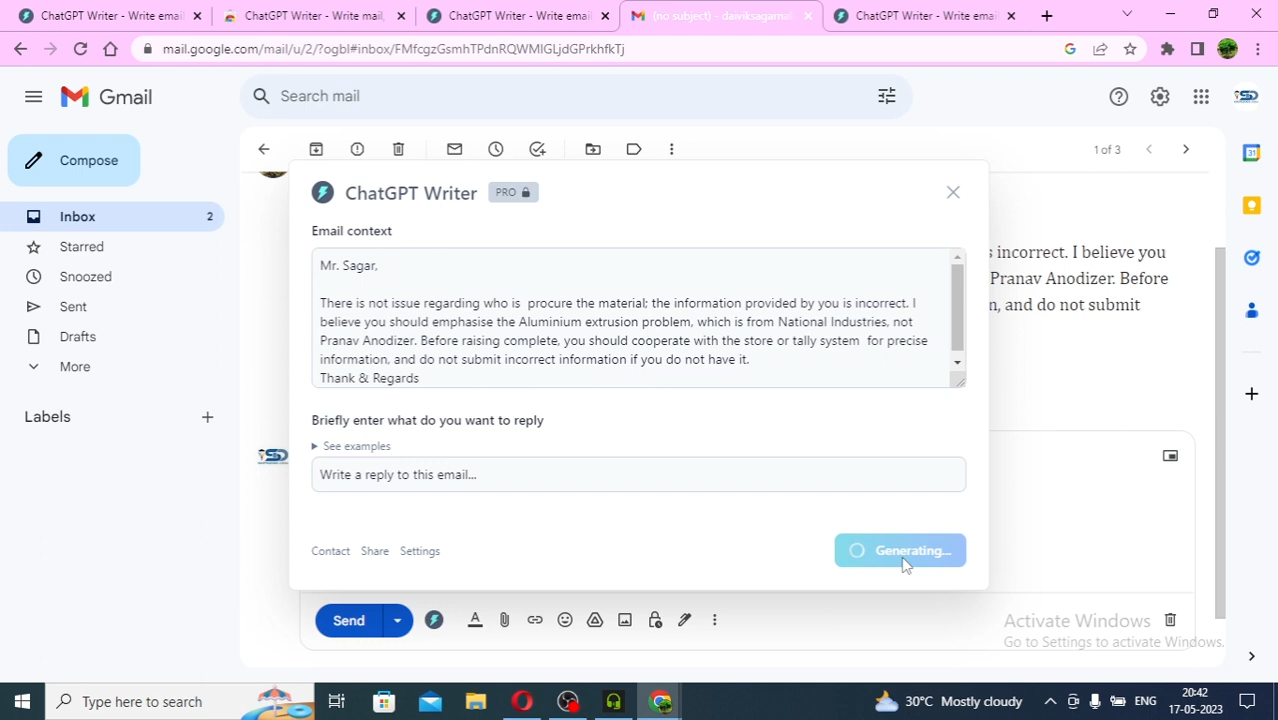 ChatGPT Writer - Write email
ChatGPT Writer - Write mail,
ChatGPT Writer - Write email
(no subject) - daiviksagarnal
ChatGPT Writer - Write email
mail.google.com/mail/u/2/?ogbl#inbox/FMfcgzGsmhTPdnRQWMlGLjdGPrkhfkTj
Gmail
Search mail
Compose
1 of 3
Inbox 2
Starred
Snoozed
Sent
Drafts
More
Labels
ChatGPT Writer PRO
Email context
Mr. Sagar,
There is not issue regarding who is procure the material; the information provided by you is incorrect. I
believe you should emphasise the Aluminium extrusion problem, which is from National Industries, not
Pranav Anodizer. Before raising complete, you should cooperate with the store or tally system for precise
information, and do not submit incorrect information if you do not have it.
Thank & Regards
s incorrect. I believe you
Pranav Anodizer. Before
n, and do not submit
Briefly enter what do you want to reply
See examples
Write a reply to this email...
Contact Share Settings
Generating...
Send
Activate Windows
Go to Settings to activate Windows.
Type here to search
30°C Mostly cloudy
ENG
20:42
17-05-2023